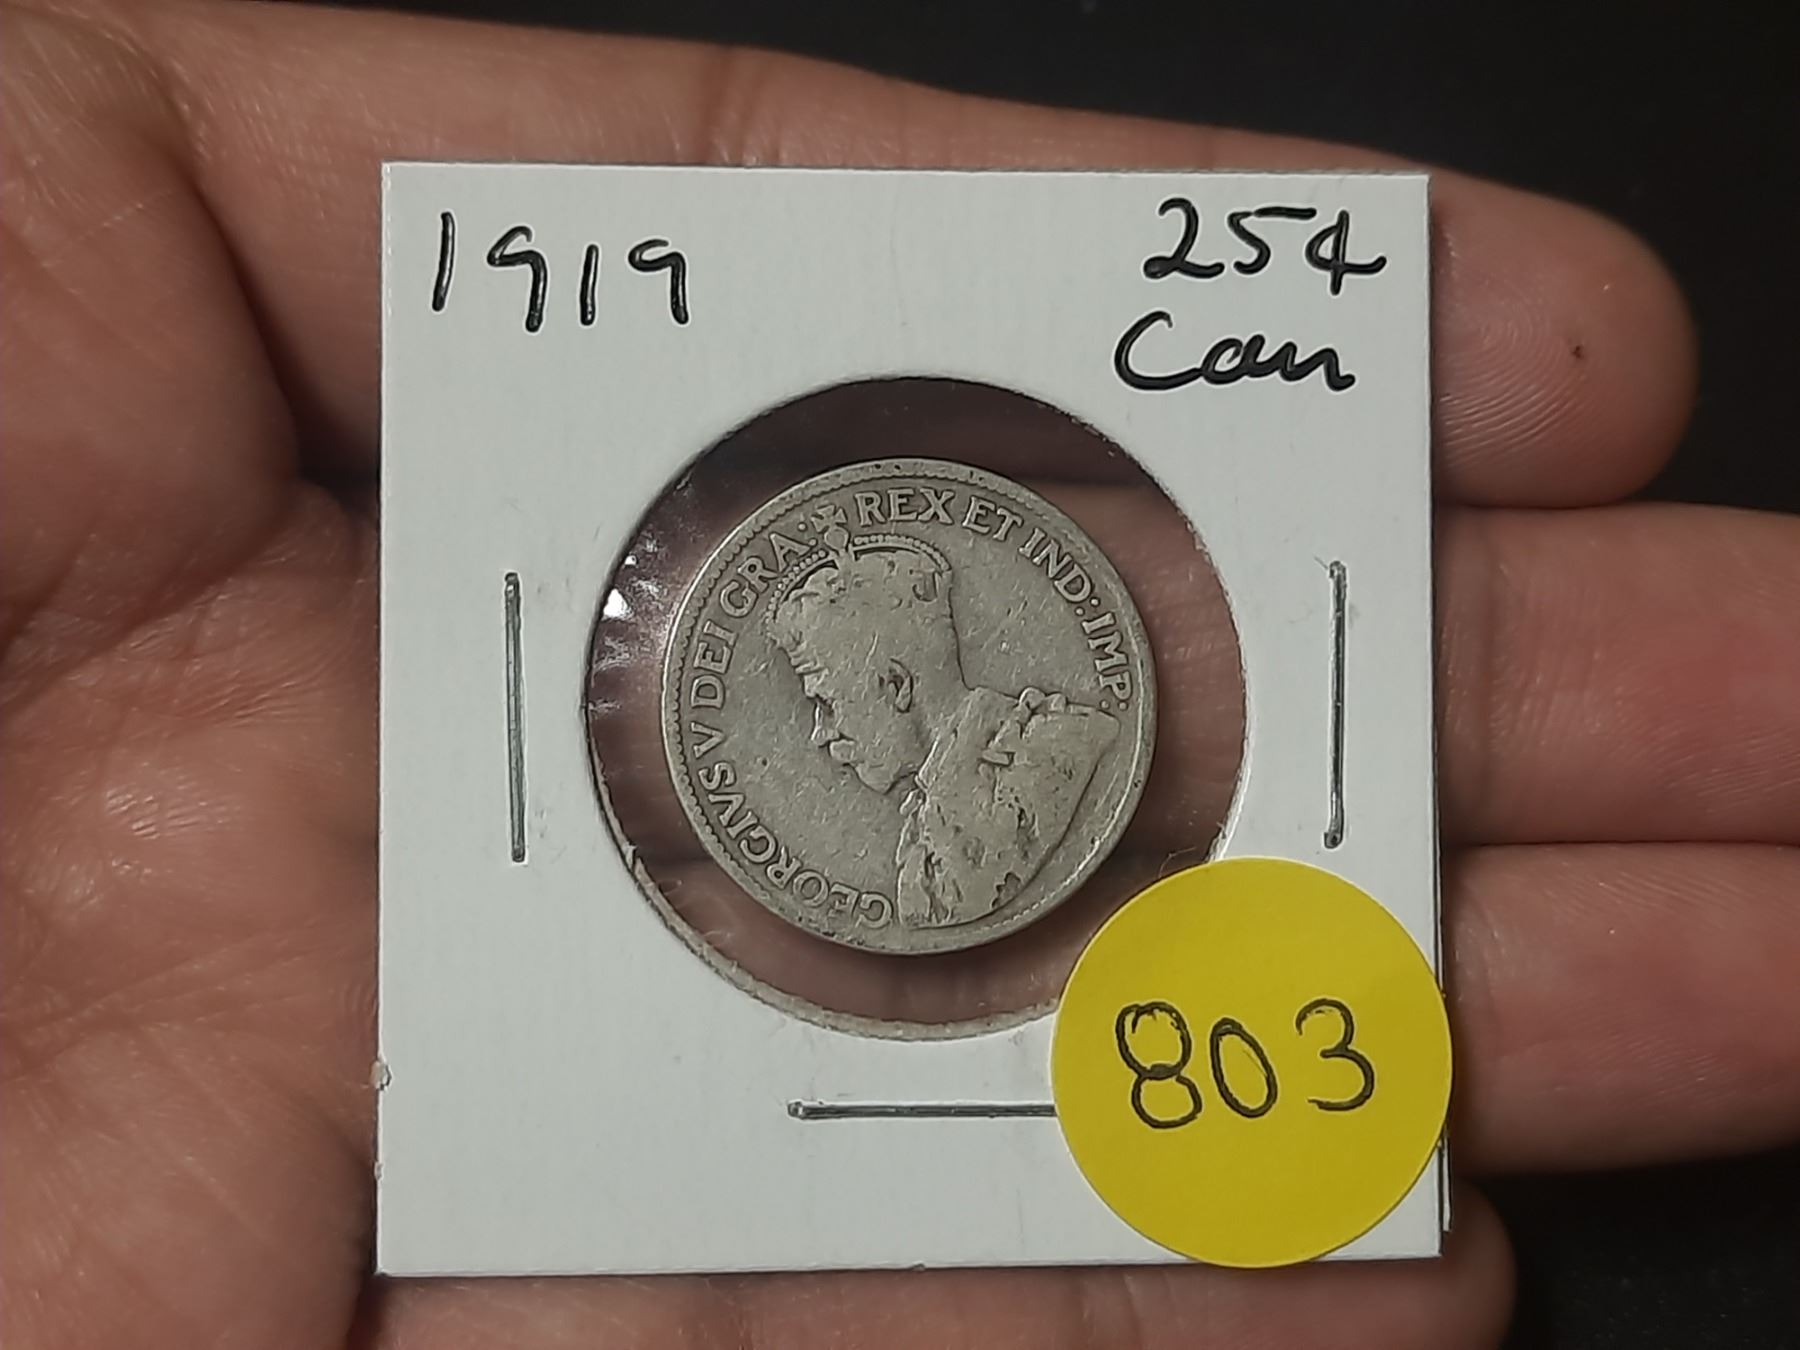 1919
25¢
Can
GEORGIVS V DEI GRA: REX ET IND: IMP:
803